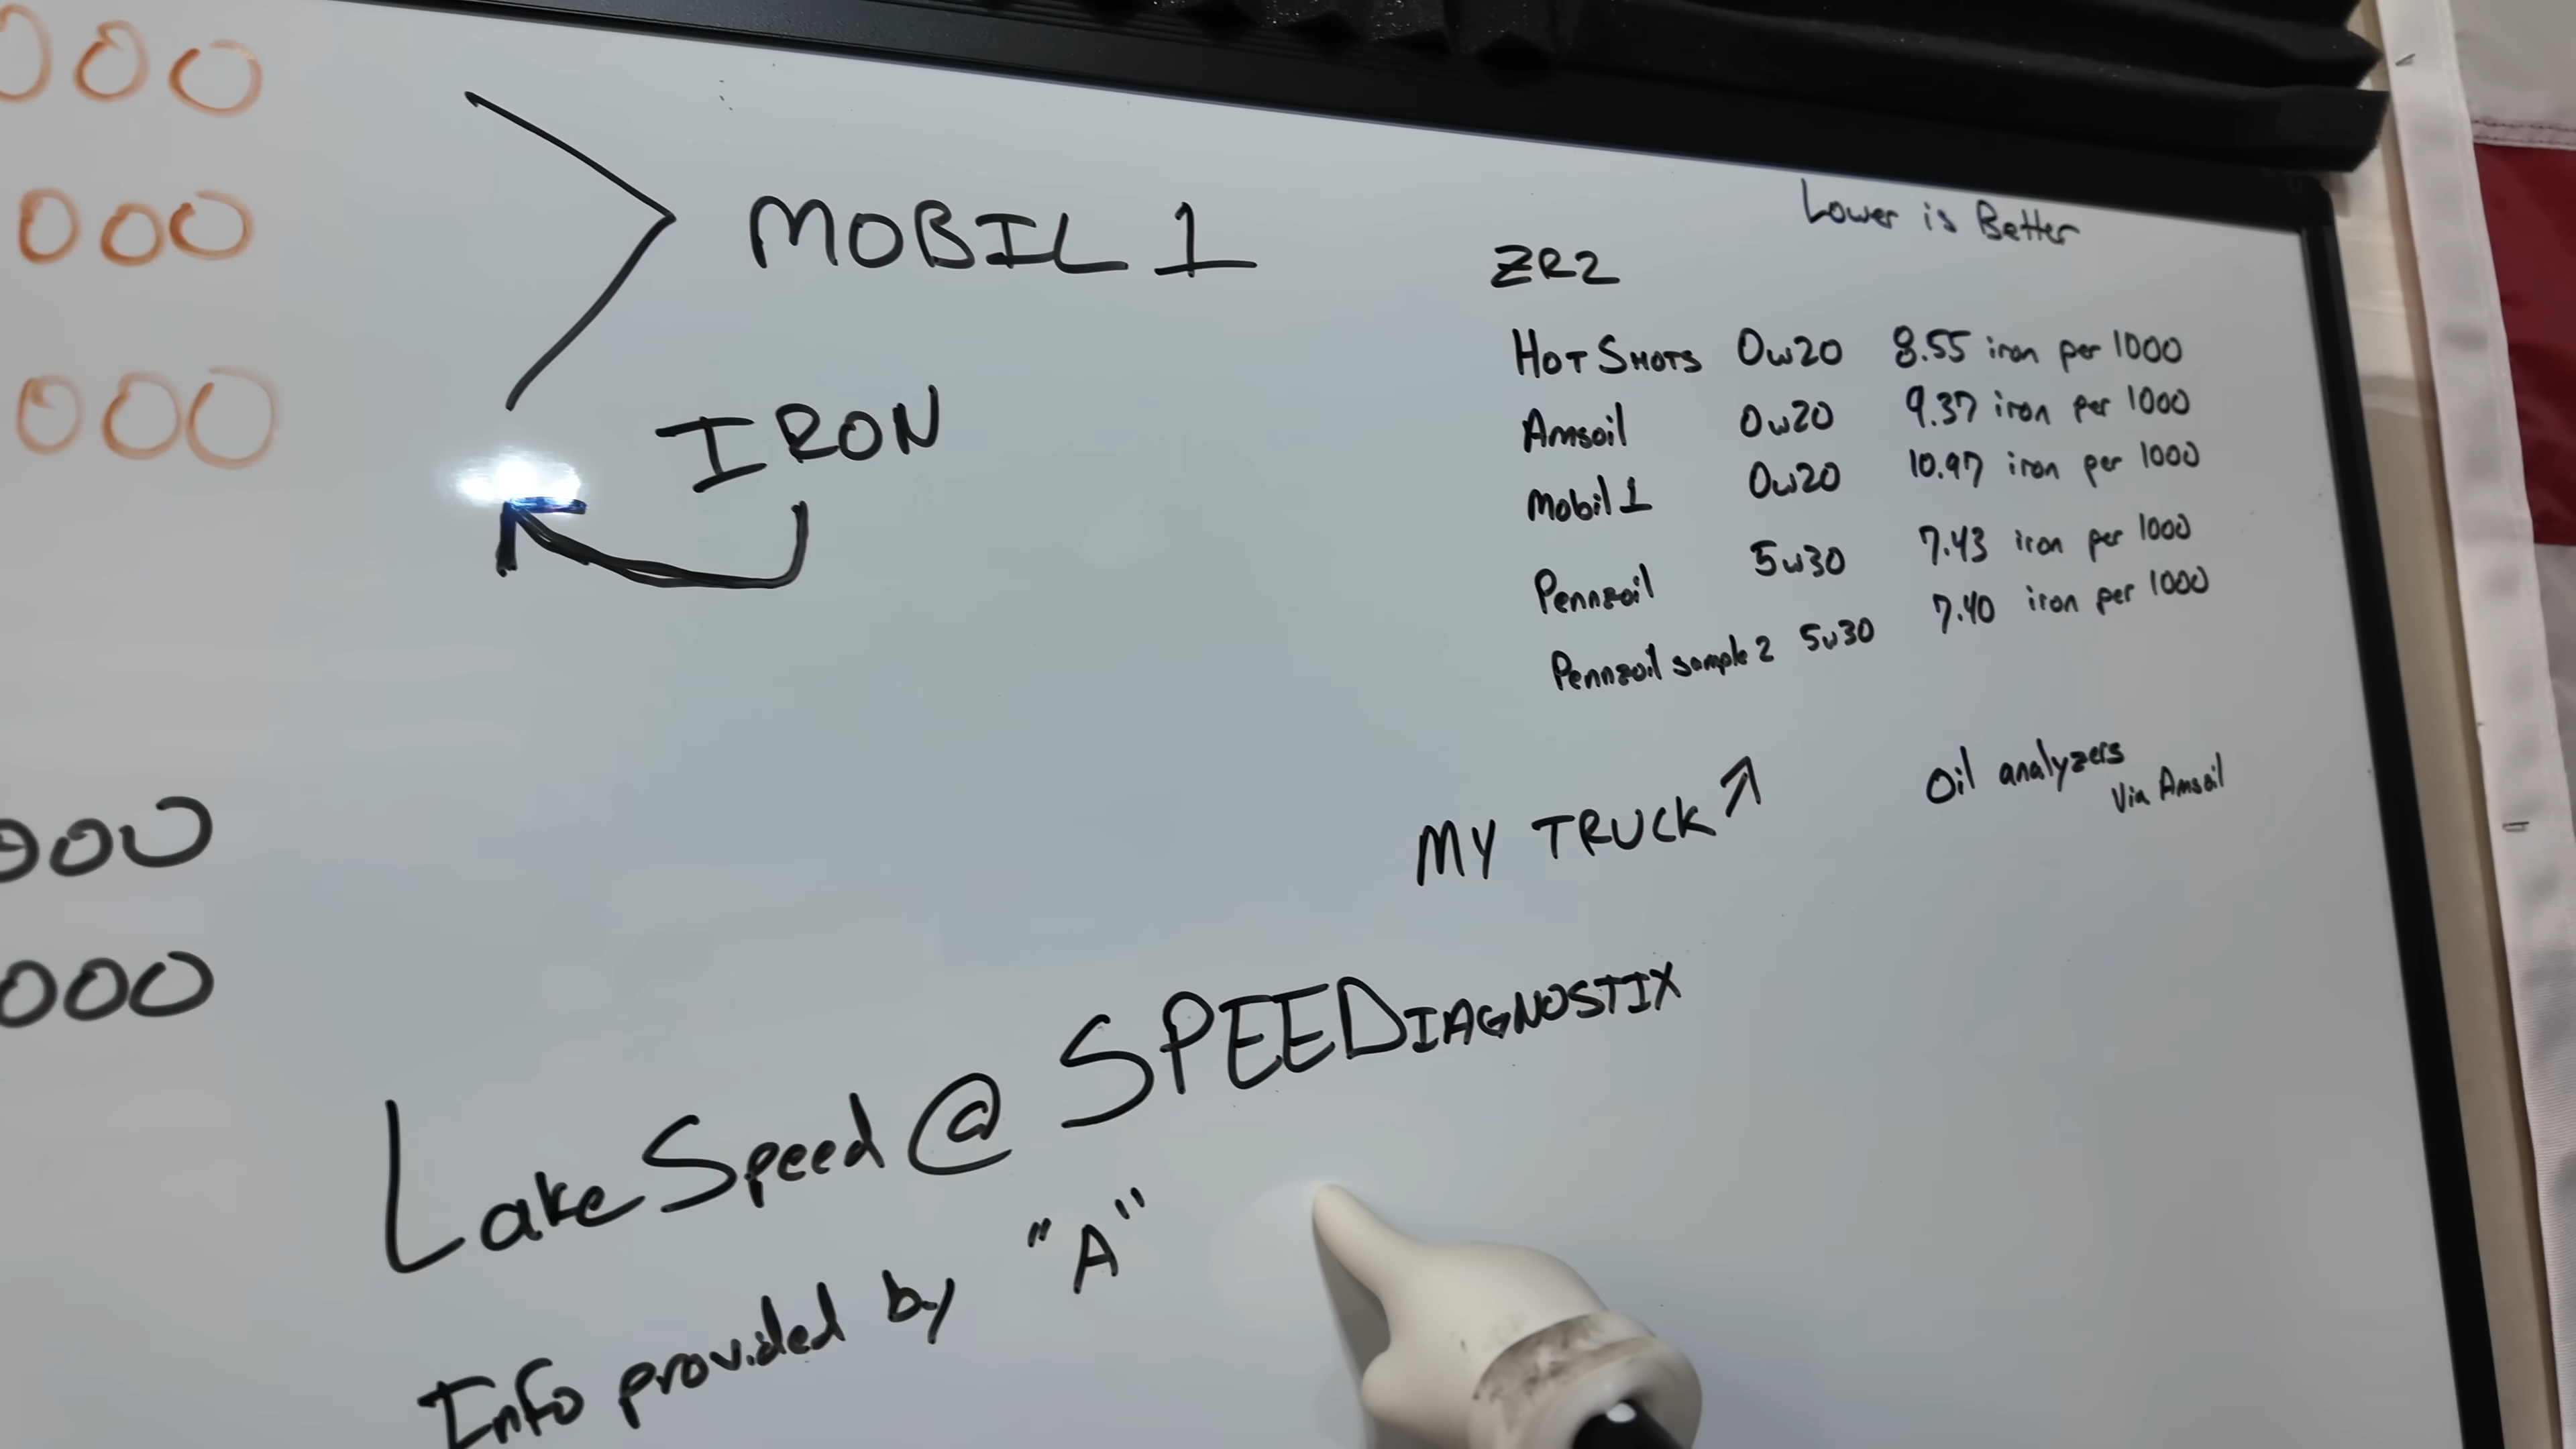 000
000
000
MOBIL 1
IRON
Lower is Better
ZR2
HOT SHOTS 0w20 8.55 iron per 1000
Amsoil 0w20 9.37 iron per 1000
Mobil 1 0w20 10.97 iron per 1000
Pennzoil 5w30 7.43 iron per 1000
Pennzoil sample 2 5w30 7.40 iron per 1000
MY TRUCK
Oil analyzers
Via Amsoil
000
000
Lake Speed @ SPEEDIAGNOSTIX
Info provided by "A"